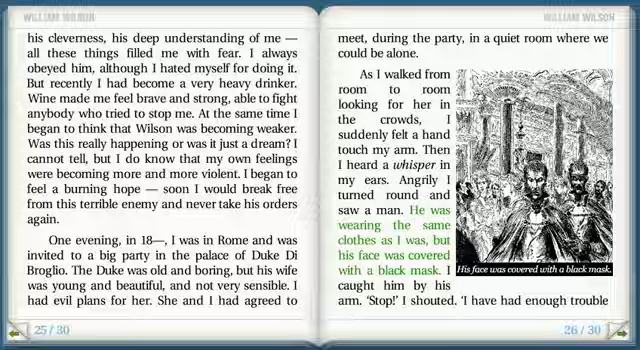 WILLIAM WILSON
his cleverness, his deep understanding of me —
all these things filled me with fear. I always
obeyed him, although I hated myself for doing it.
But recently I had become a very heavy drinker.
Wine made me feel brave and strong, able to fight
anybody who tried to stop me. At the same time I
began to think that Wilson was becoming weaker.
Was this really happening or was it just a dream? I
cannot tell, but I do know that my own feelings
were becoming more and more violent. I began to
feel a burning hope — soon I would break free
from this terrible enemy and never take his orders
again.
One evening, in 18—, I was in Rome and was
invited to a big party in the palace of Duke Di
Broglio. The Duke was old and boring, but his wife
was young and beautiful, and not very sensible. I
had evil plans for her. She and I had agreed to
25 / 30
WILLIAM WILSON
meet, during the party, in a quiet room where we
could be alone.
As I walked from
room to room
looking for her in
the crowds, I
suddenly felt a hand
touch my arm. Then
I heard a whisper in
my ears. Angrily I
turned round and
saw a man. He was
wearing the same
clothes as I was, but
his face was covered
with a black mask. I
caught him by his
arm. ‘Stop!’ I shouted. ‘I have had enough trouble
His face was covered with a black mask.
26 / 30